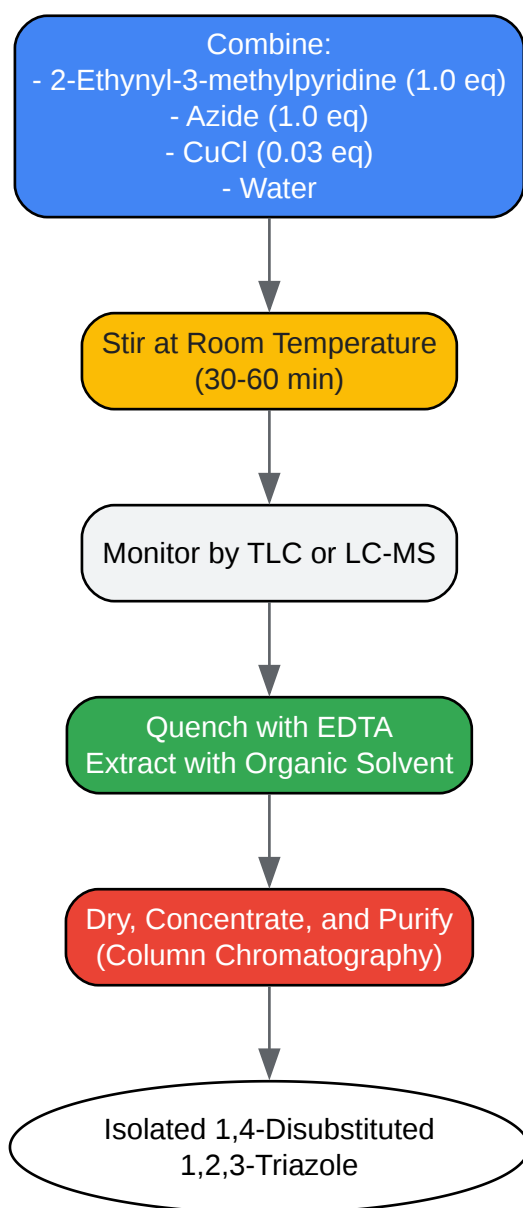 Combine:
- 2-Ethynyl-3-methylpyridine (1.0 eq)
- Azide (1.0 eq)
- CuCl (0.03 eq)
- Water
Stir at Room Temperature
(30-60 min)
Monitor by TLC or LC-MS
Quench with EDTA
Extract with Organic Solvent
Dry, Concentrate, and Purify
(Column Chromatography)
Isolated 1,4-Disubstituted
1,2,3-Triazole